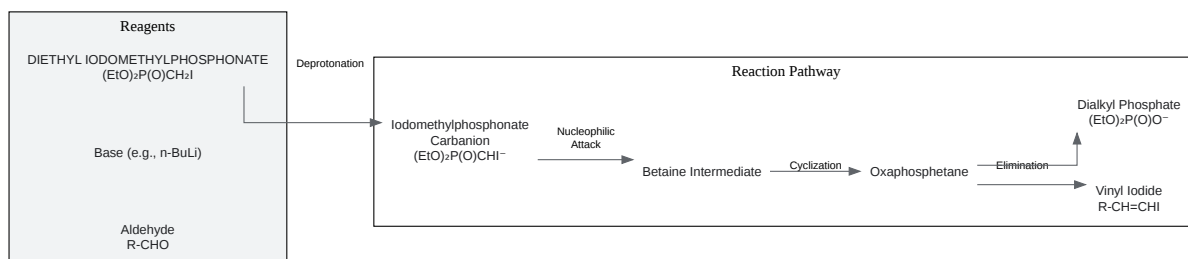 Reagents
DIETHYL IODOMETHYLPHOSPHONATE
(EtO)₂P(O)CH₂I
Base (e.g., n-BuLi)
Aldehyde
R-CHO
Deprotonation
Reaction Pathway
Iodomethylphosphonate
Carbanion
(EtO)₂P(O)CHI⁻
Nucleophilic
Attack
Betaine Intermediate
Cyclization
Oxaphosphetane
Elimination
Dialkyl Phosphate
(EtO)₂P(O)O⁻
Vinyl Iodide
R-CH=CHI